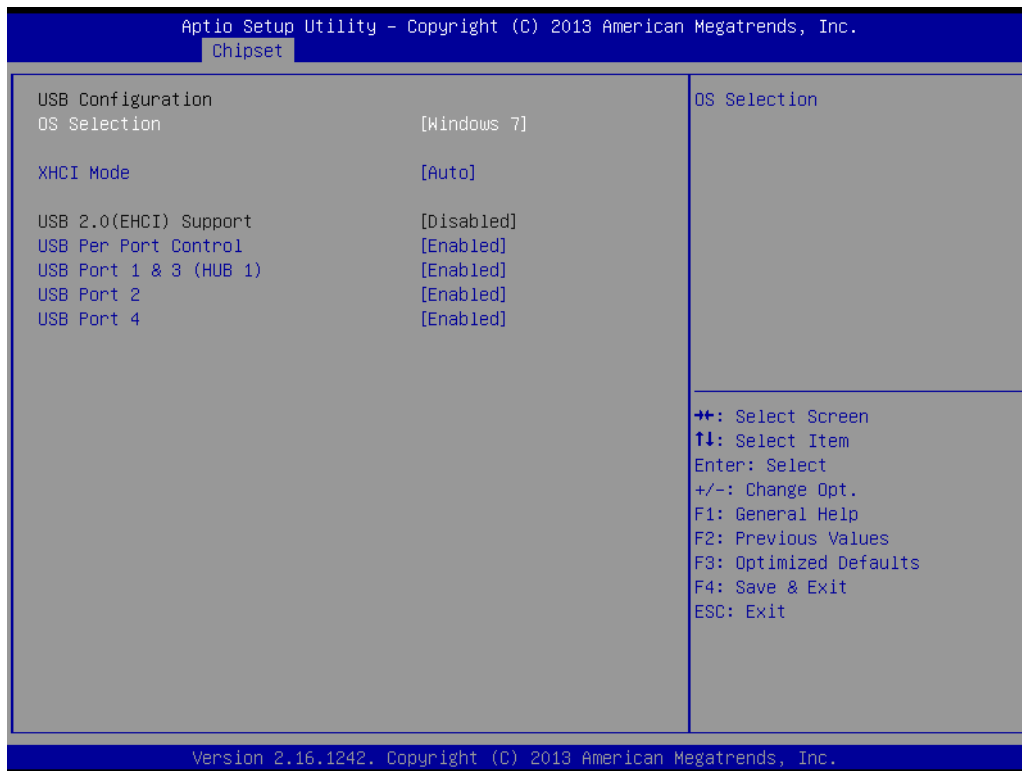 Aptio Setup Utility – Copyright (C) 2013 American Megatrends, Inc.
Chipset
USB Configuration
OS Selection [Windows 7]
XHCI Mode [Auto]
USB 2.0(EHCI) Support [Disabled]
USB Per Port Control [Enabled]
USB Port 1 & 3 (HUB 1) [Enabled]
USB Port 2 [Enabled]
USB Port 4 [Enabled]
OS Selection
→←: Select Screen
↑↓: Select Item
Enter: Select
+/-: Change Opt.
F1: General Help
F2: Previous Values
F3: Optimized Defaults
F4: Save & Exit
ESC: Exit
Version 2.16.1242. Copyright (C) 2013 American Megatrends, Inc.